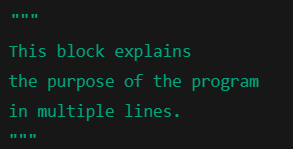 """
This block explains
the purpose of the program
in multiple lines.
"""